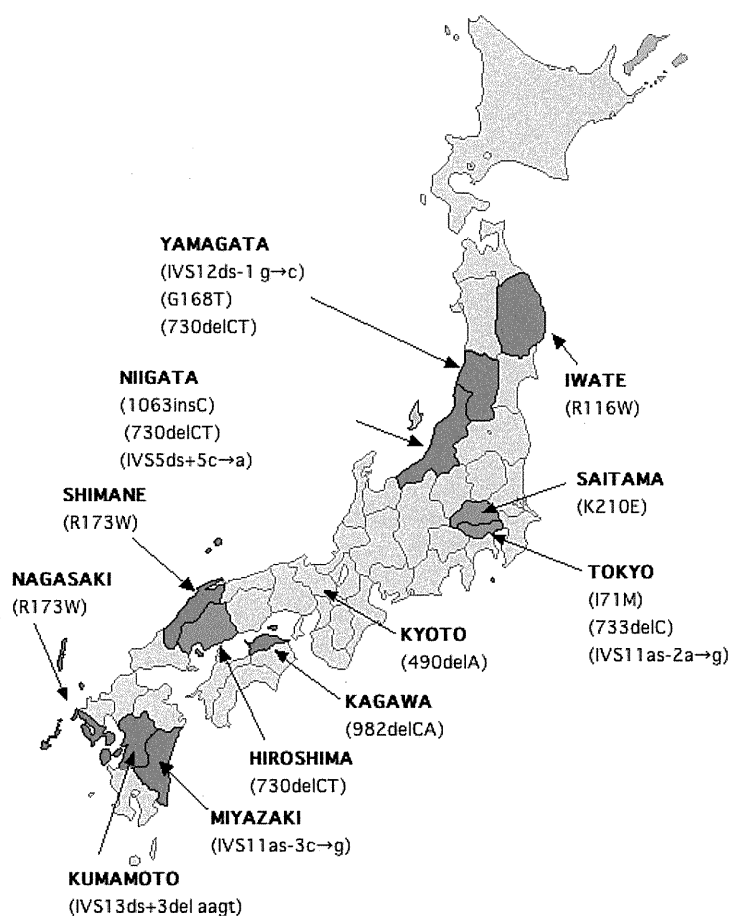 YAMAGATA
(IVS12ds-1 g→c)
(G168T)
(730delCT)
NIIGATA
(1063insC)
(730delCT)
(IVS5ds+5c→a)
IWATE
(R116W)
SHIMANE
(R173W)
SAITAMA
(K210E)
NAGASAKI
(R173W)
TOKYO
(I71M)
(733delC)
(IVS11as-2a→g)
KYOTO
(490delA)
KAGAWA
(982delCA)
HIROSHIMA
(730delCT)
MIYAZAKI
(IVS11as-3c→g)
KUMAMOTO
(IVS13ds+3del aagt)